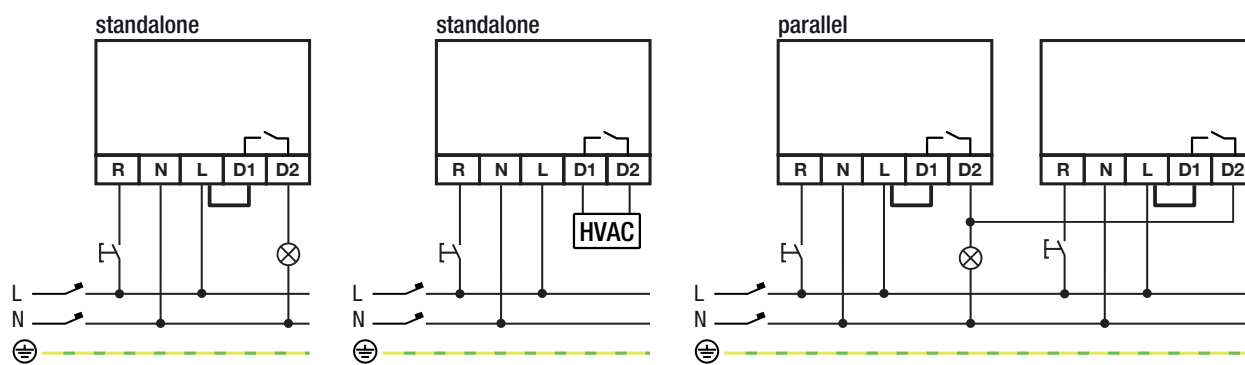 standalone
R N L D1 D2
L
N
standalone
R N L D1 D2
HVAC
L
N
parallel
R N L D1 D2
R N L D1 D2
L
N